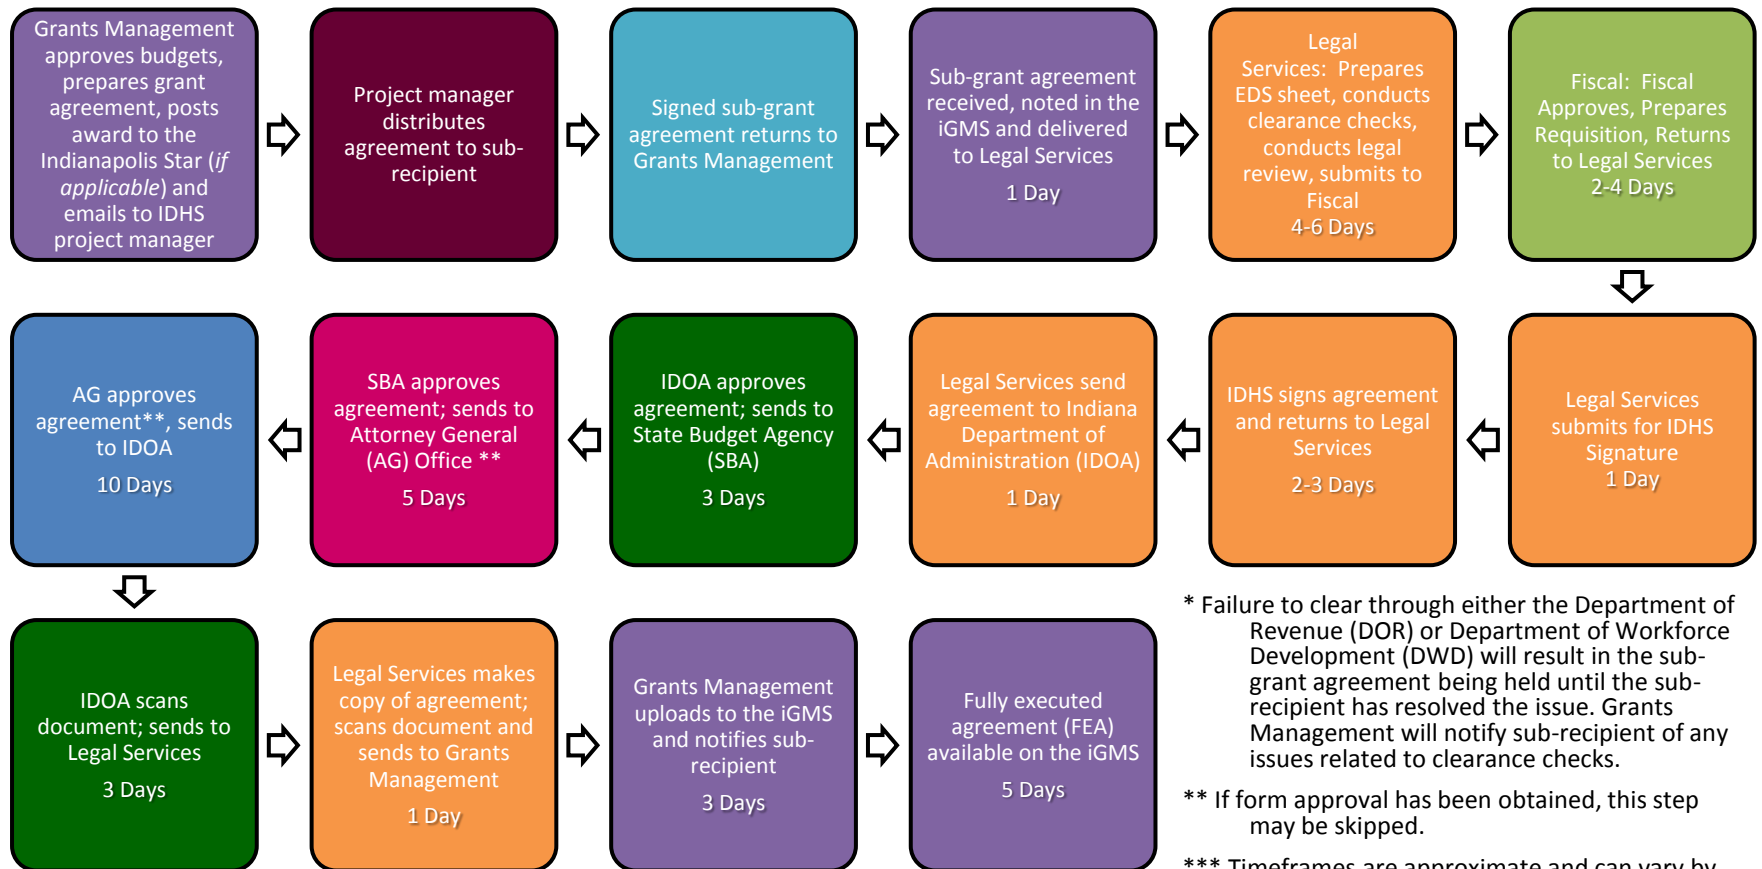 Grants Management
approves budgets,
prepares grant
agreement, posts
award to the
Indianapolis Star (if
applicable) and
emails to IDHS
project manager
Project manager
distributes
agreement to sub-
recipient
Signed sub-grant
agreement returns to
Grants Management
Sub-grant agreement
received, noted in the
iGMS and delivered
to Legal Services
1 Day
Legal
Services: Prepares
EDS sheet, conducts
clearance checks,
conducts legal
review, submits to
Fiscal
4-6 Days
Fiscal: Fiscal
Approves, Prepares
Requisition, Returns
to Legal Services
2-4 Days
Legal Services
submits for IDHS
Signature
1 Day
IDHS signs agreement
and returns to Legal
Services
2-3 Days
Legal Services send
agreement to Indiana
Department of
Administration (IDOA)
1 Day
IDOA approves
agreement; sends to
State Budget Agency
(SBA)
3 Days
SBA approves
agreement; sends to
Attorney General
(AG) Office **
5 Days
AG approves
agreement**, sends
to IDOA
10 Days
IDOA scans
document; sends to
Legal Services
3 Days
Legal Services makes
copy of agreement;
scans document and
sends to Grants
Management
1 Day
Grants Management
uploads to the iGMS
and notifies sub-
recipient
3 Days
Fully executed
agreement (FEA)
available on the iGMS
5 Days
* Failure to clear through either the Department of
Revenue (DOR) or Department of Workforce
Development (DWD) will result in the sub-
grant agreement being held until the sub-
recipient has resolved the issue. Grants
Management will notify sub-recipient of any
issues related to clearance checks.
** If form approval has been obtained, this step
may be skipped.
*** Timeframes are approximate and can vary by